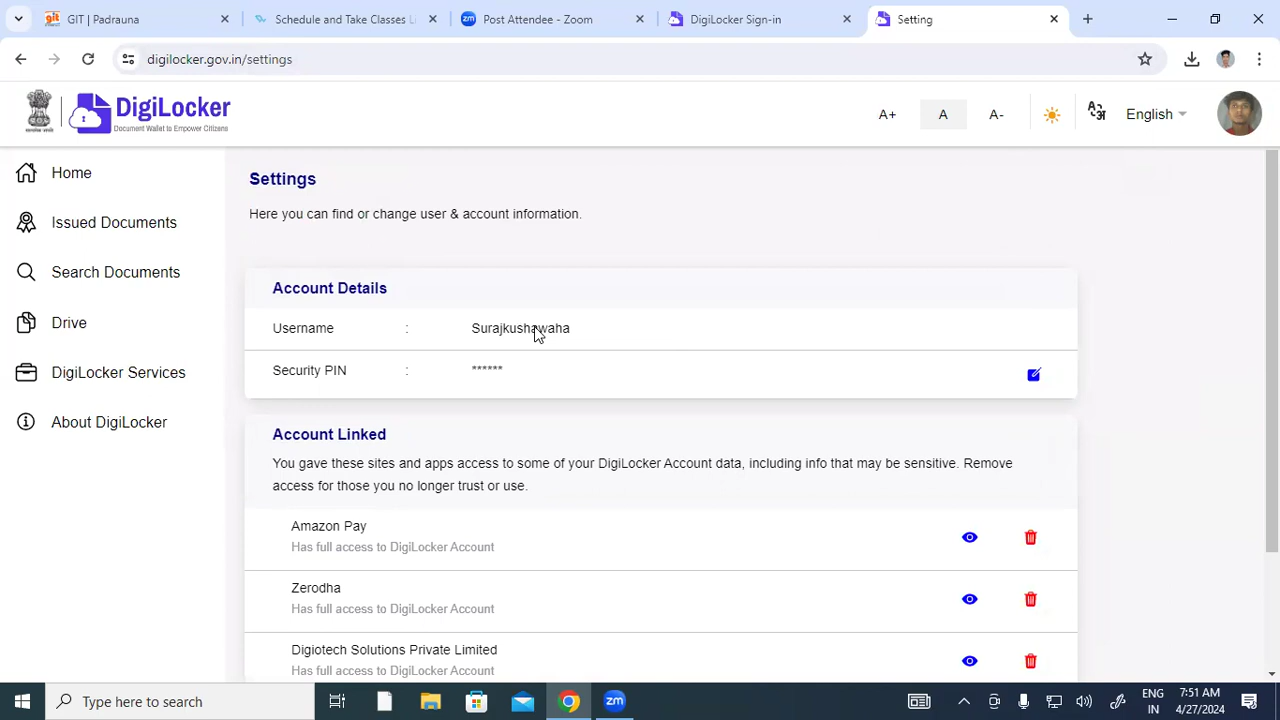 GIT | Padrauna
Schedule and Take Classes Li
zm Post Attendee - Zoom
DigiLocker Sign-in
Setting
digilocker.gov.in/settings
DigiLocker
Document Wallet to Empower Citizens
A+ A A- English
Home
Issued Documents
Search Documents
Drive
DigiLocker Services
About DigiLocker
Settings
Here you can find or change user & account information.
Account Details
Username : Surajkushawaha
Security PIN : ******
Account Linked
You gave these sites and apps access to some of your DigiLocker Account data, including info that may be sensitive. Remove
access for those you no longer trust or use.
Amazon Pay
Has full access to DigiLocker Account
Zerodha
Has full access to DigiLocker Account
Digiotech Solutions Private Limited
Has full access to DigiLocker Account
Type here to search
zm
ENG
IN
7:51 AM
4/27/2024